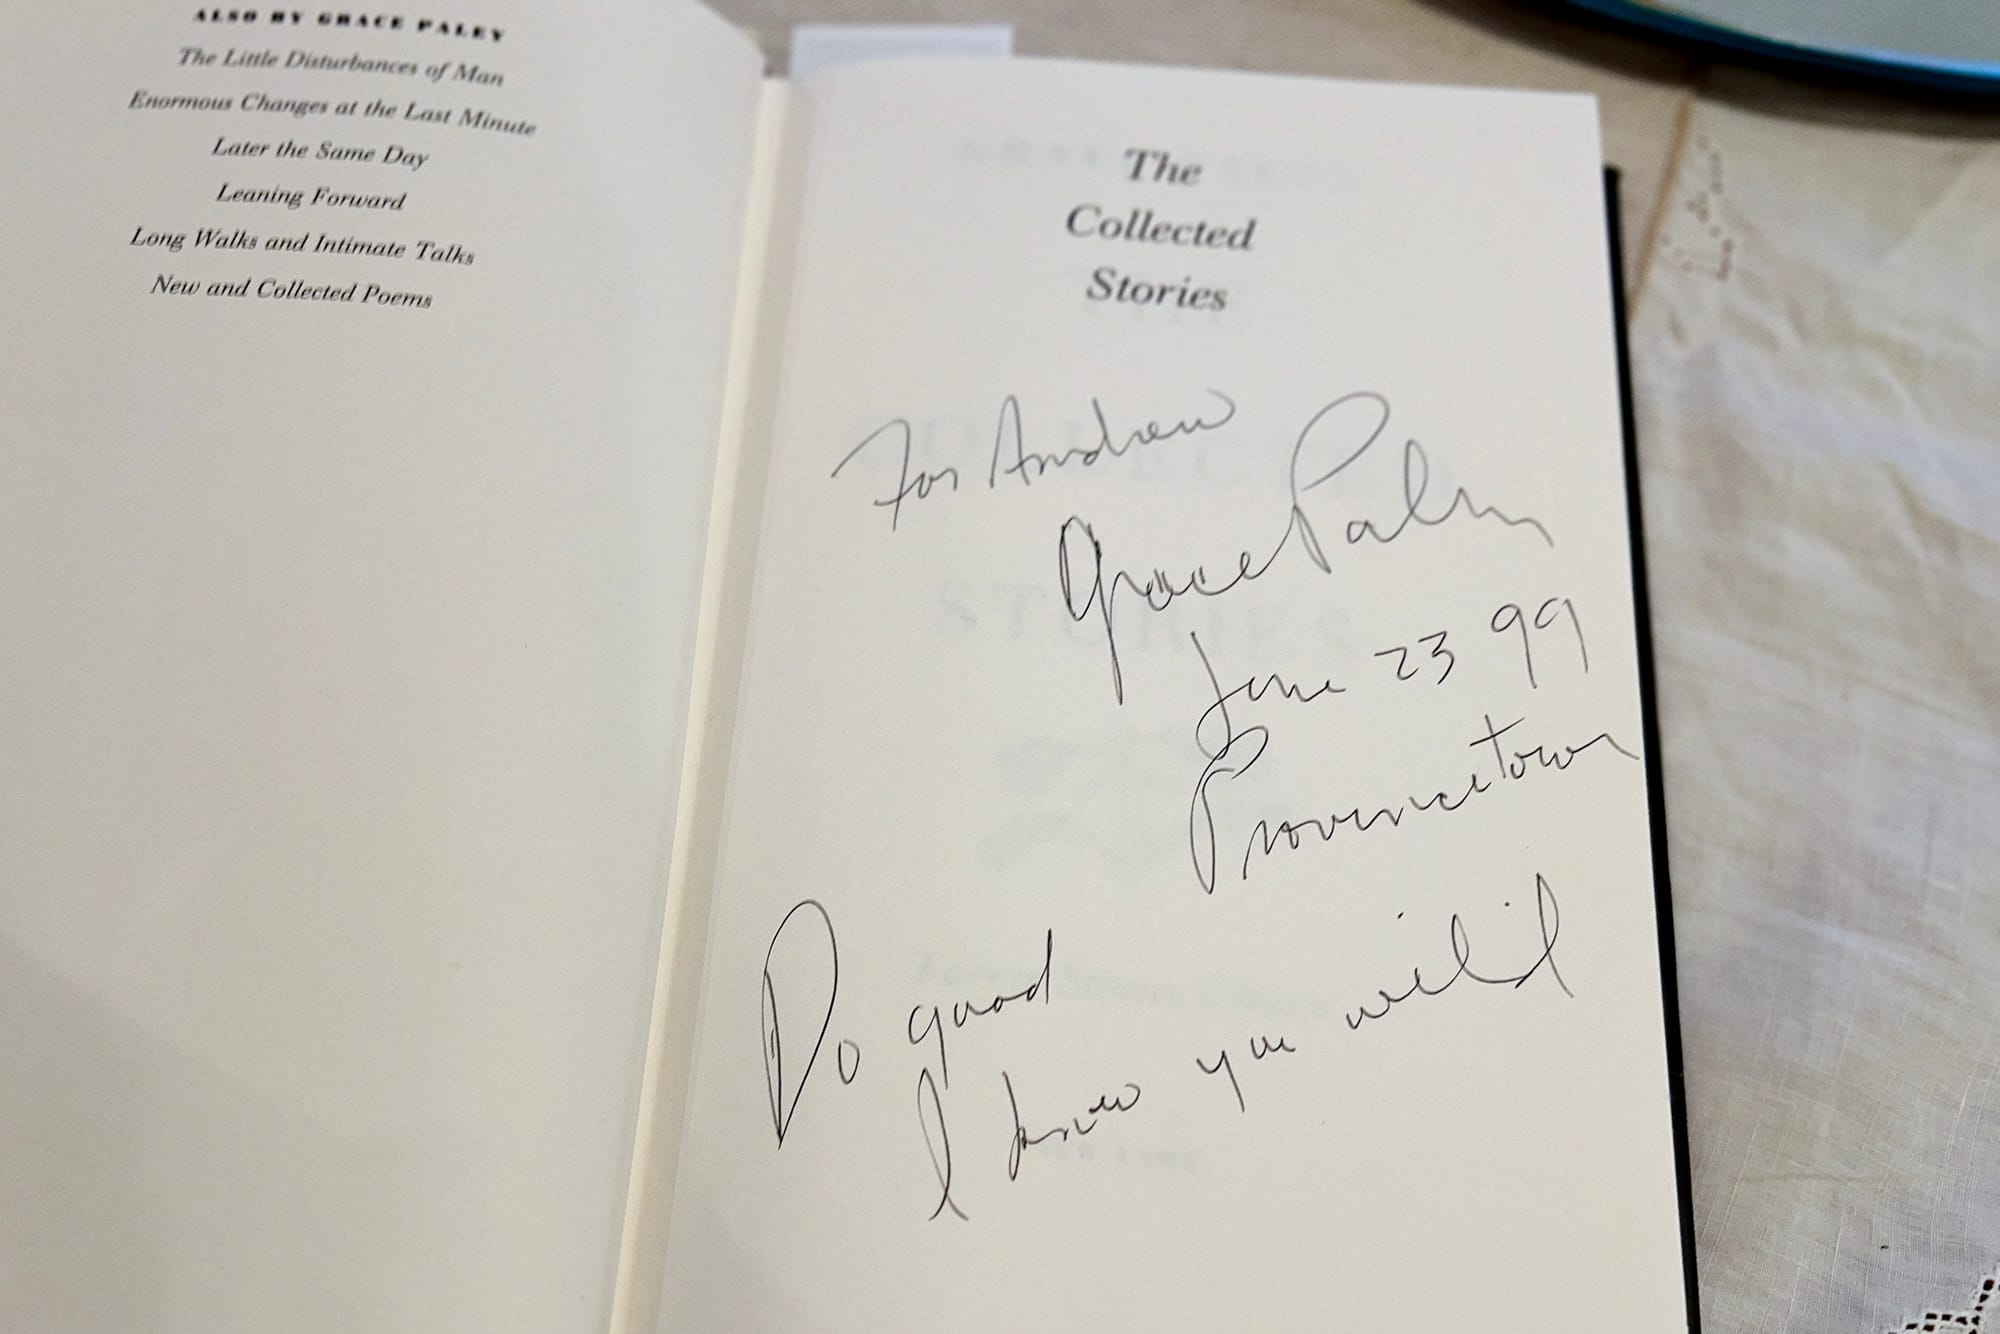 ALSO BY GRACE PALEY
The Little Disturbances of Man
Enormous Changes at the Last Minute
Later the Same Day
Leaning Forward
Long Walks and Intimate Talks
New and Collected Poems
The
Collected
Stories
For Andrew
Grace Paley
June 23 99
Provincetown
Do good
I know you will